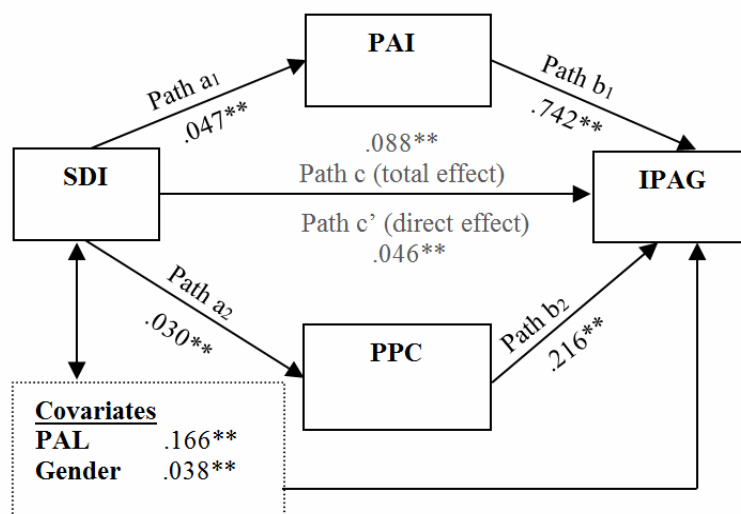 PAI
Path a₁
.047**
Path b₁
.742**
.088**
Path c (total effect)
SDI
IPAG
Path c’ (direct effect)
.046**
Path a₂
.030**
PPC
Path b₂
.216**
Covariates
PAL .166**
Gender .038**